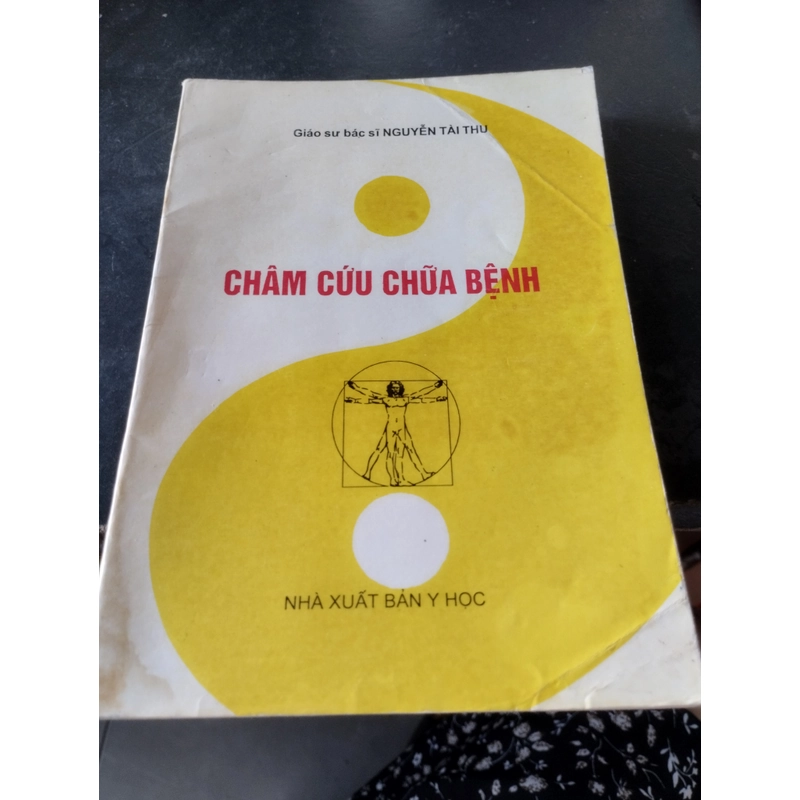 Giáo sư bác sĩ NGUYỄN TÀI THU
CHÂM CỨU CHỮA BỆNH
NHÀ XUẤT BẢN Y HỌC